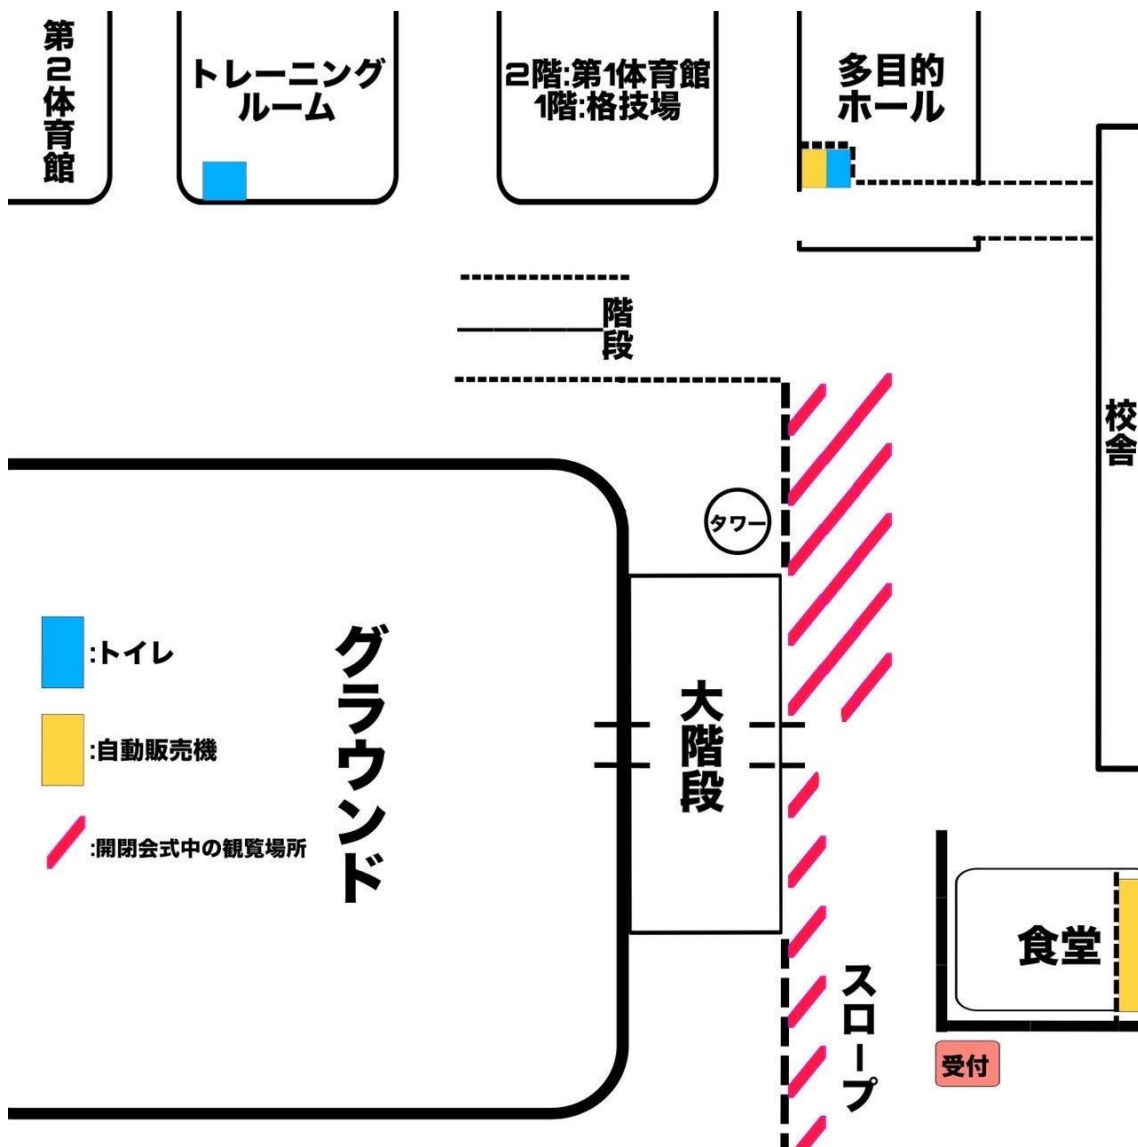 第2体育館
トレーニング
ルーム
2階:第1体育館
1階:格技場
多目的
ホール
階段
校舎
タワー
グラウンド
大階段
:トイレ
:自動販売機
:開閉会式中の観覧場所
食堂
スロープ
受付